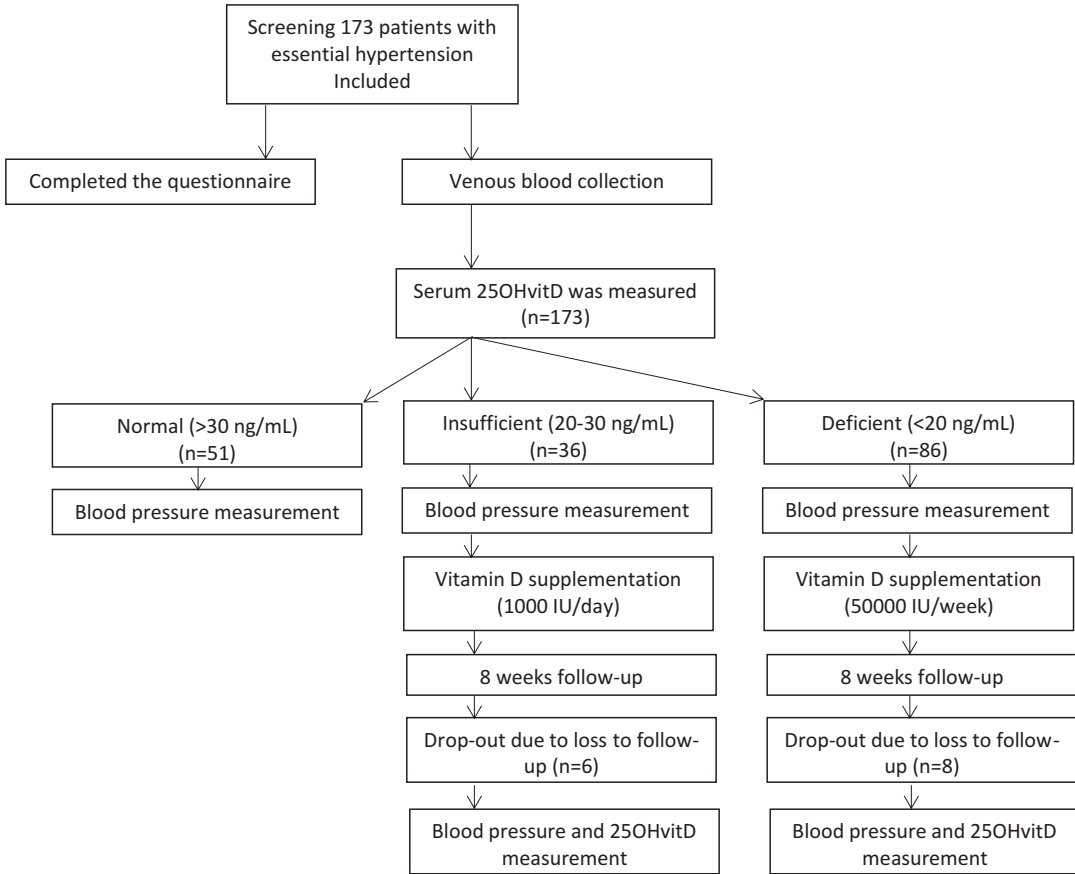 Screening 173 patients with
essential hypertension
Included
Completed the questionnaire
Venous blood collection
Serum 25OHvitD was measured
(n=173)
Normal (>30 ng/mL)
(n=51)
Insufficient (20-30 ng/mL)
(n=36)
Deficient (<20 ng/mL)
(n=86)
Blood pressure measurement
Blood pressure measurement
Blood pressure measurement
Vitamin D supplementation
(1000 IU/day)
Vitamin D supplementation
(50000 IU/week)
8 weeks follow-up
8 weeks follow-up
Drop-out due to loss to follow-
up (n=6)
Drop-out due to loss to follow-
up (n=8)
Blood pressure and 25OHvitD
measurement
Blood pressure and 25OHvitD
measurement